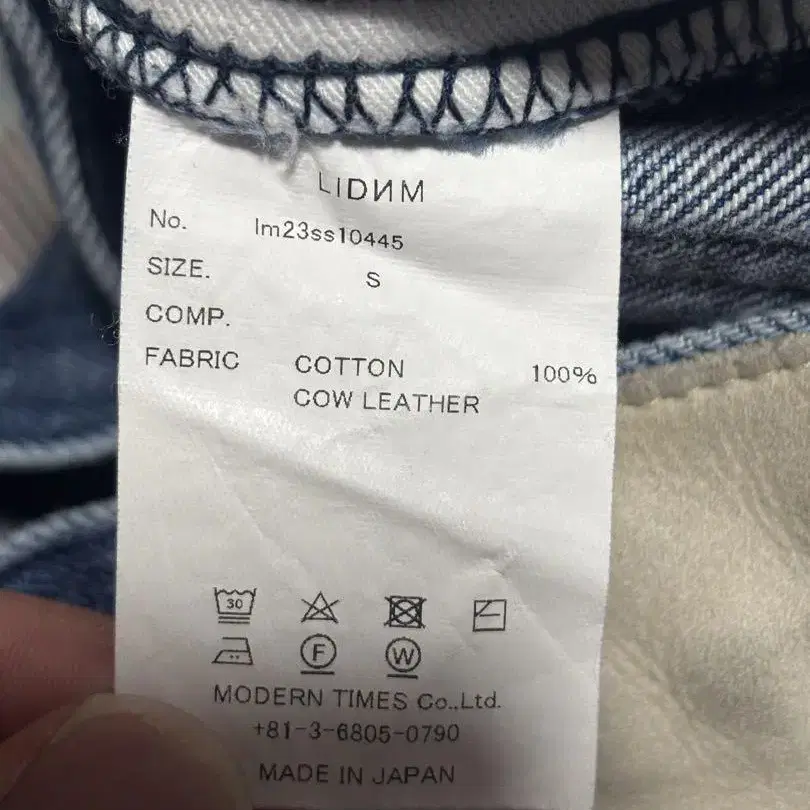 LIDИM
No. lm23ss10445
SIZE. S
COMP.
FABRIC COTTON 100%
COW LEATHER
30
F W
MODERN TIMES Co.,Ltd.
+81-3-6805-0790
MADE IN JAPAN